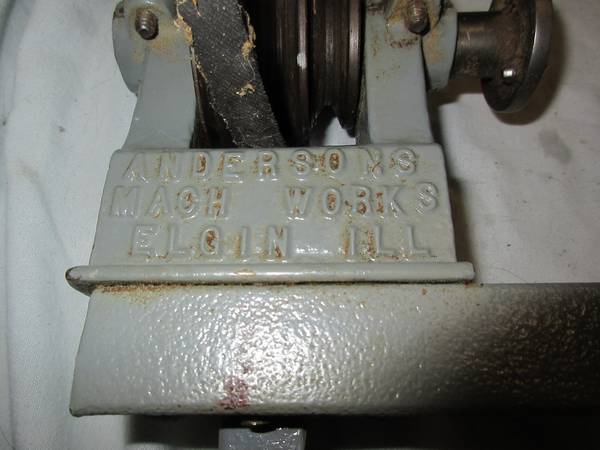 ANDERSONS
MACH WORKS
ELGIN ILL